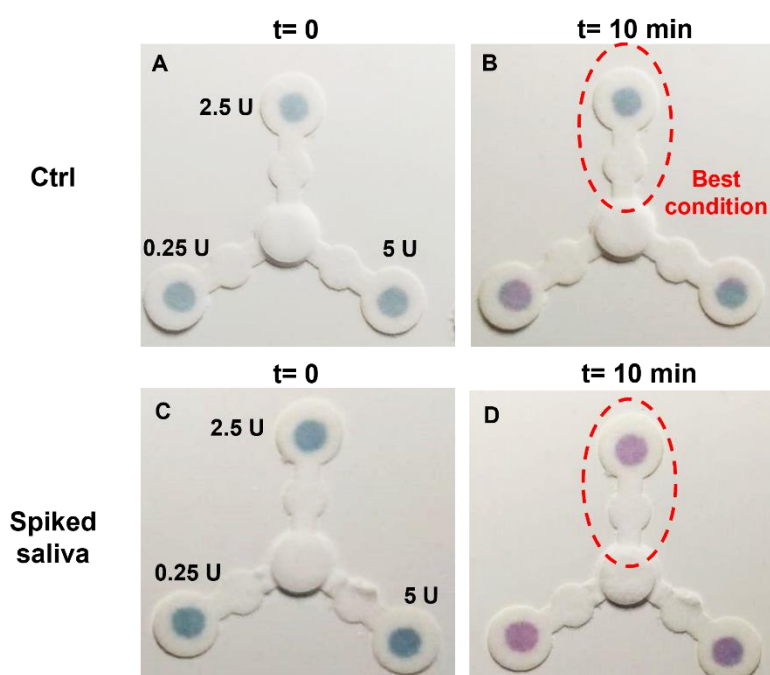 t= 0
t= 10 min
A
B
2.5 U
Ctrl
Best
condition
0.25 U
5 U
t= 0
t= 10 min
C
D
2.5 U
Spiked
saliva
0.25 U
5 U